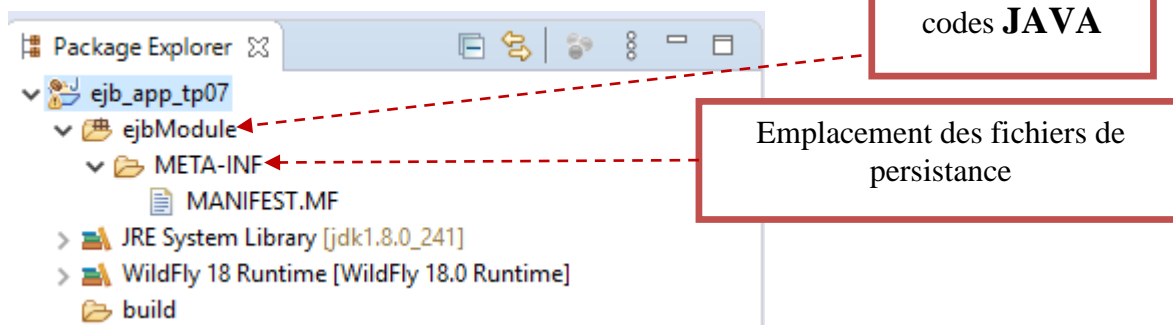 codes JAVA
Package Explorer
ejb_app_tp07
ejbModule
Emplacement des fichiers de
persistance
META-INF
MANIFEST.MF
JRE System Library [jdk1.8.0_241]
WildFly 18 Runtime [WildFly 18.0 Runtime]
build